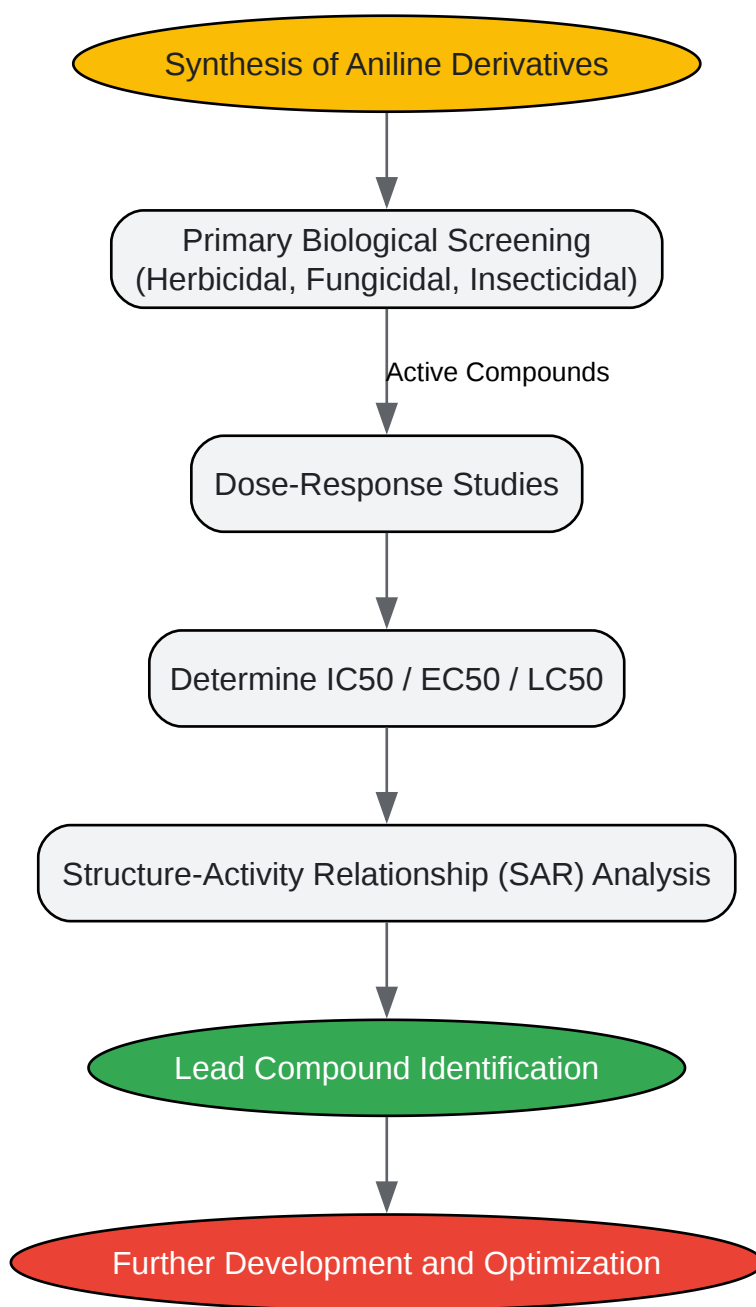 Synthesis of Aniline Derivatives
Primary Biological Screening
(Herbicidal, Fungicidal, Insecticidal)
Active Compounds
Dose-Response Studies
Determine IC50 / EC50 / LC50
Structure-Activity Relationship (SAR) Analysis
Lead Compound Identification
Further Development and Optimization